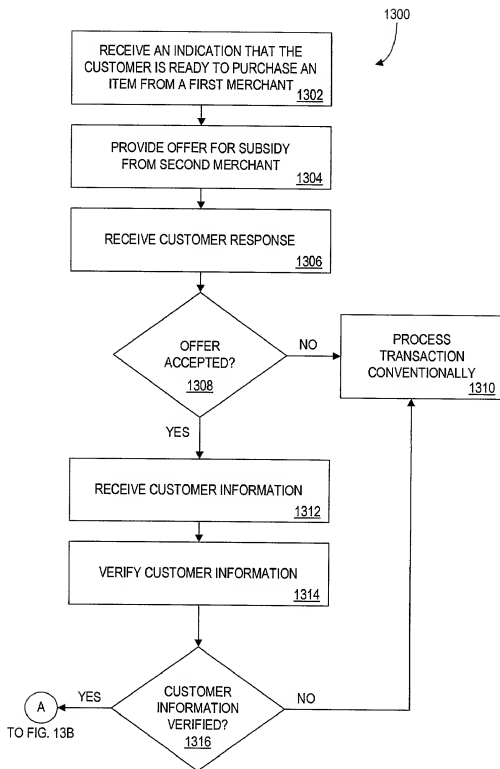 1300
RECEIVE AN INDICATION THAT THE
CUSTOMER IS READY TO PURCHASE AN
ITEM FROM A FIRST MERCHANT
1302
PROVIDE OFFER FOR SUBSIDY
FROM SECOND MERCHANT
1304
RECEIVE CUSTOMER RESPONSE
1306
OFFER
ACCEPTED?
1308
NO
PROCESS
TRANSACTION
CONVENTIONALLY
1310
YES
RECEIVE CUSTOMER INFORMATION
1312
VERIFY CUSTOMER INFORMATION
1314
CUSTOMER
INFORMATION
VERIFIED?
1316
NO
YES
A
TO FIG. 13B